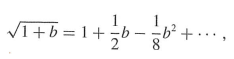 √1+b = 1 + 1/2 b − 1/8 b² + ··· ,